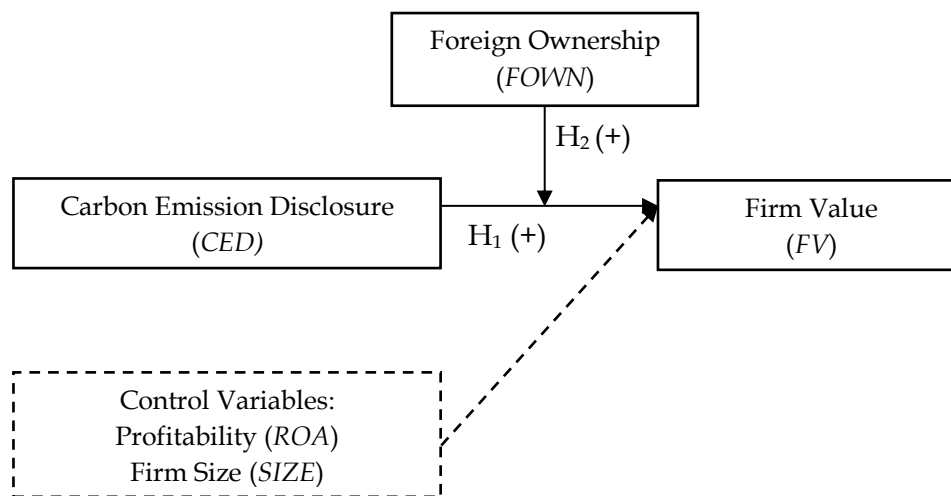 Foreign Ownership
(FOWN)
H₂ (+)
Carbon Emission Disclosure
(CED)
H₁ (+)
Firm Value
(FV)
Control Variables:
Profitability (ROA)
Firm Size (SIZE)